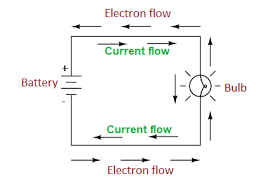 Electron flow
Current flow
+
Battery
-
Bulb
Current flow
Electron flow